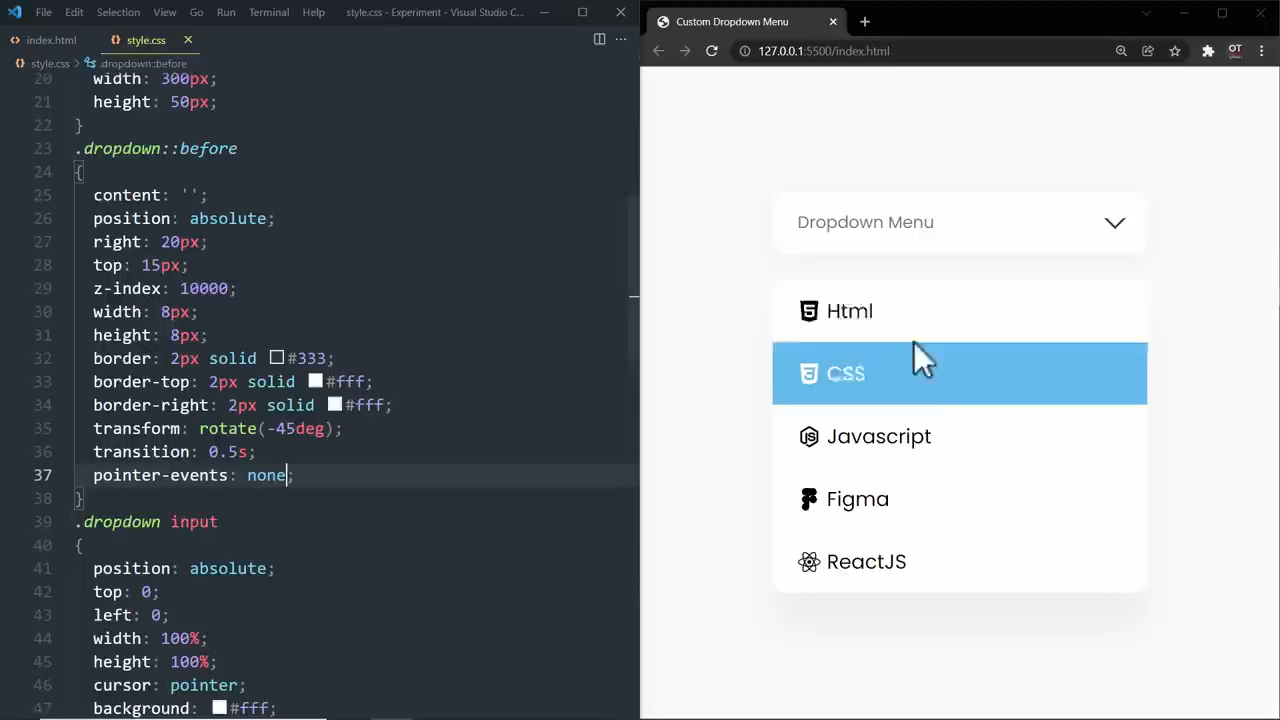 File Edit Selection View Go Run Terminal Help style.css - Experiment - Visual Studio C...
index.html style.css
style.css > .dropdown::before
20 width: 300px;
21 height: 50px;
22 }
23 .dropdown::before
24 {
25 content: '';
26 position: absolute;
27 right: 20px;
28 top: 15px;
29 z-index: 10000;
30 width: 8px;
31 height: 8px;
32 border: 2px solid #333;
33 border-top: 2px solid #fff;
34 border-right: 2px solid #fff;
35 transform: rotate(-45deg);
36 transition: 0.5s;
37 pointer-events: none;
38 }
39 .dropdown input
40 {
41 position: absolute;
42 top: 0;
43 left: 0;
44 width: 100%;
45 height: 100%;
46 cursor: pointer;
47 background: #fff;
Custom Dropdown Menu
127.0.0.1:5500/index.html
OT
Dropdown Menu
Html
CSS
Javascript
Figma
ReactJS